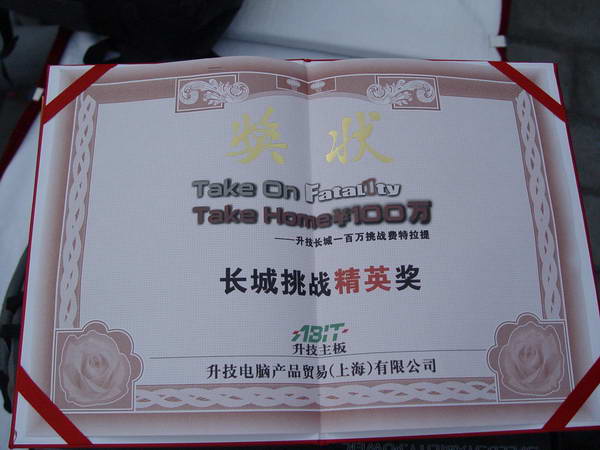 奖状
Take On Fatal1ty
Take Home¥100万
——升技长城一百万挑战费特拉提
长城挑战精英奖
ABIT
升技主板
升技电脑产品贸易(上海)有限公司